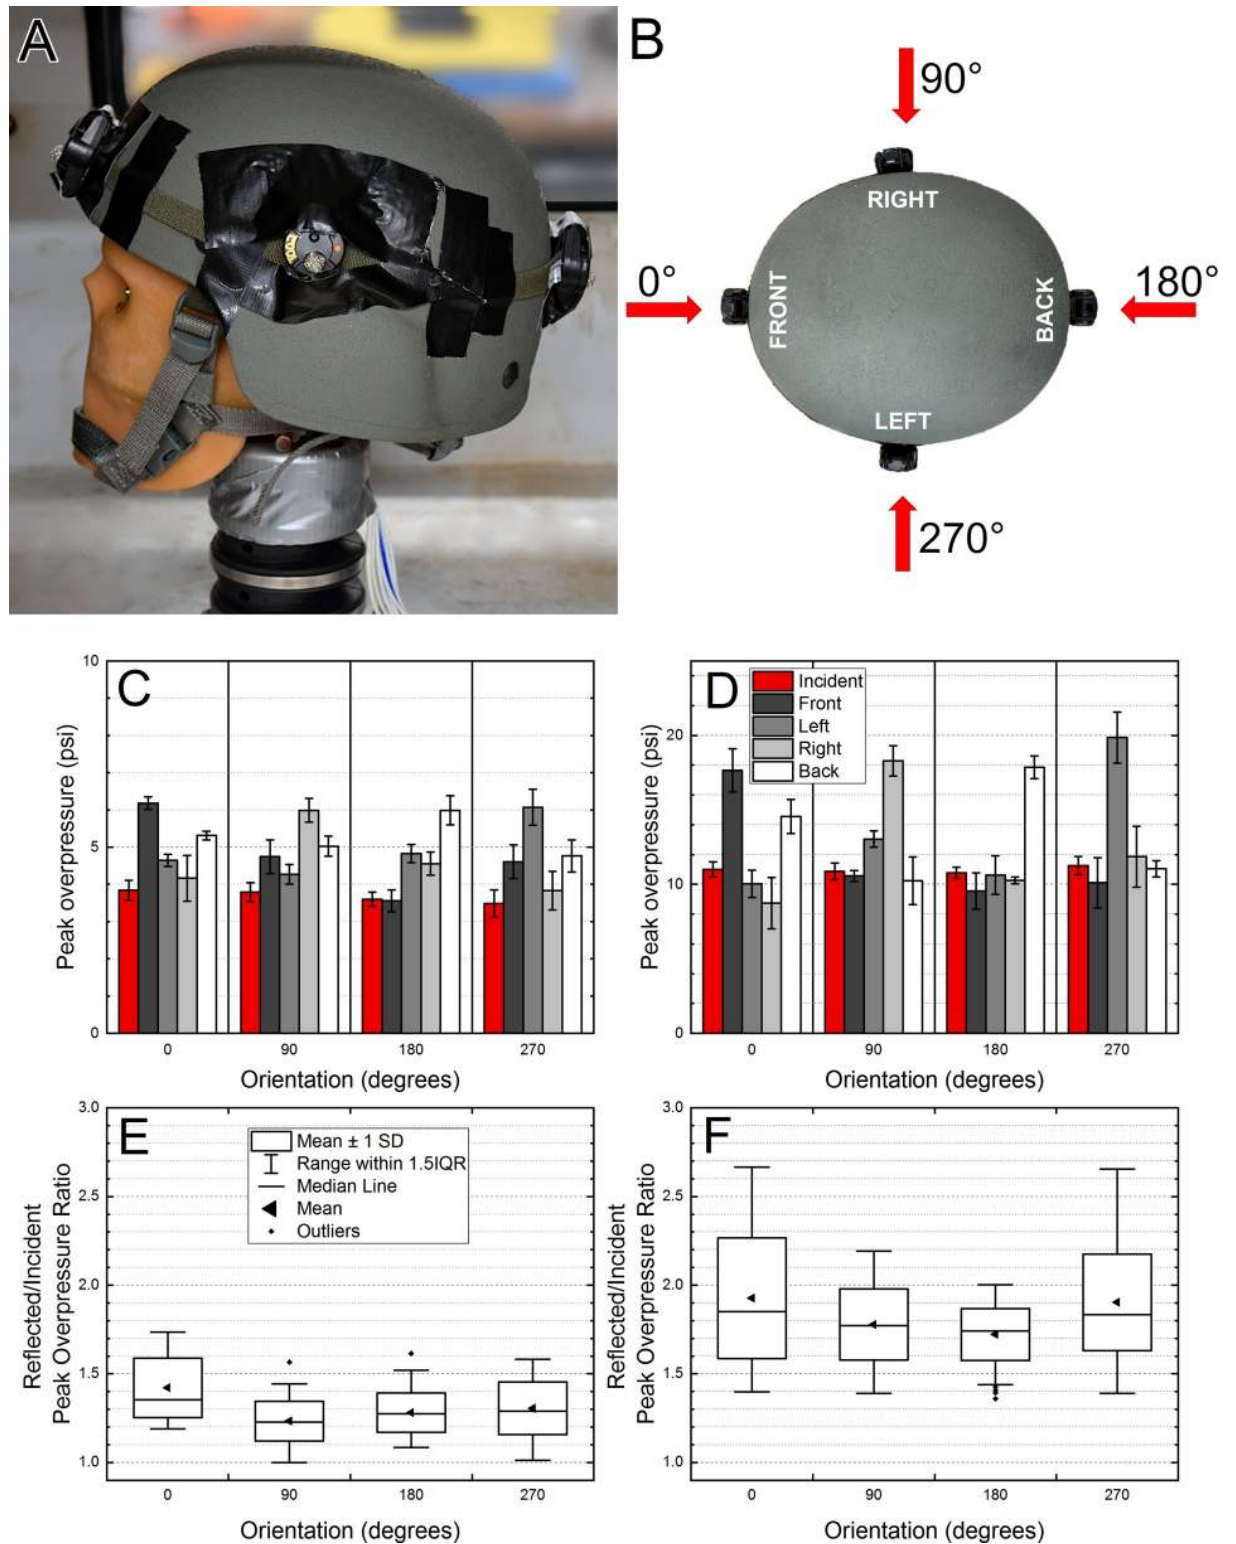 A
B
90°
RIGHT
0°
FRONT
BACK
180°
LEFT
270°
C
Peak overpressure (psi)
10
5
0
0 90 180 270
Orientation (degrees)
D
Incident
Front
Left
Right
Back
Peak overpressure (psi)
20
10
0
0 90 180 270
Orientation (degrees)
E
Mean ± 1 SD
Range within 1.5IQR
Median Line
Mean
Outliers
Reflected/Incident
Peak Overpressure Ratio
3.0
2.5
2.0
1.5
1.0
0 90 180 270
Orientation (degrees)
F
Reflected/Incident
Peak Overpressure Ratio
3.0
2.5
2.0
1.5
1.0
0 90 180 270
Orientation (degrees)